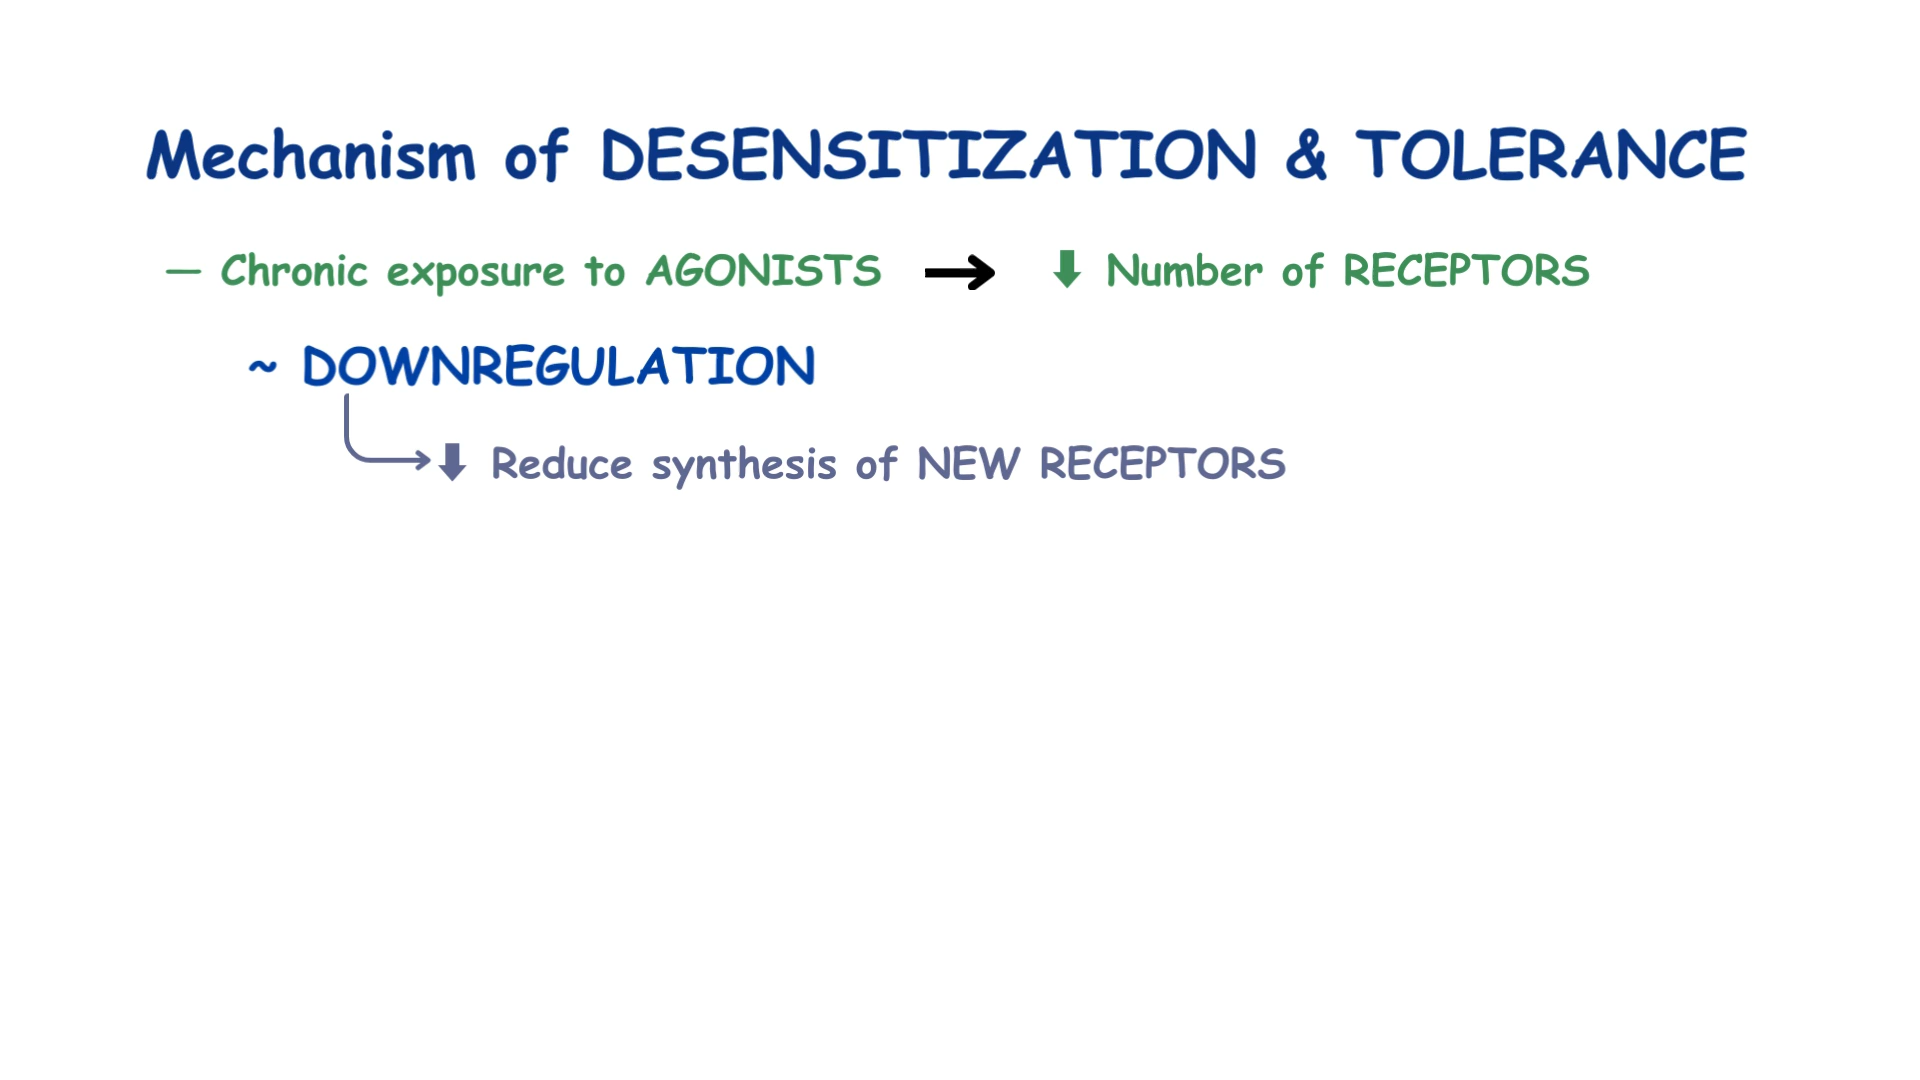 Mechanism of DESENSITIZATION & TOLERANCE
— Chronic exposure to AGONISTS → ⬇ Number of RECEPTORS
~ DOWNREGULATION
⬇ Reduce synthesis of NEW RECEPTORS